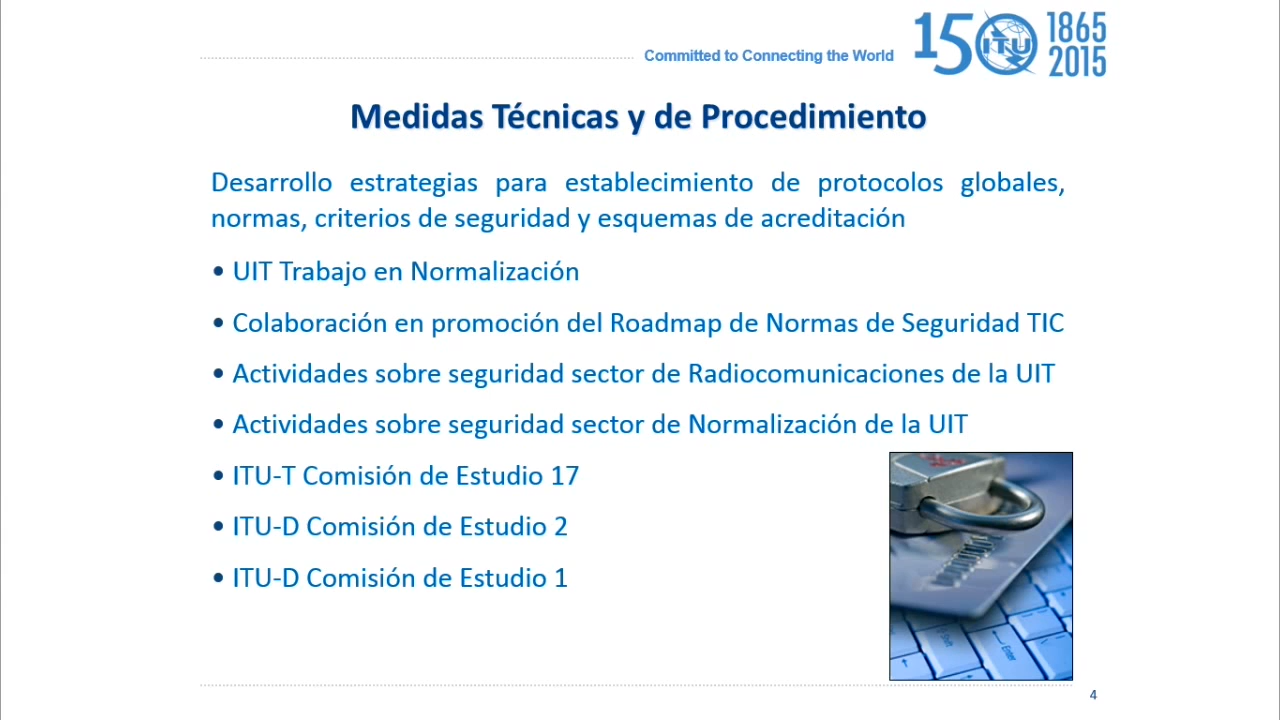 Committed to Connecting the World
150 ITU 1865 2015
Medidas Técnicas y de Procedimiento
Desarrollo estrategias para establecimiento de protocolos globales,
normas, criterios de seguridad y esquemas de acreditación
• UIT Trabajo en Normalización
• Colaboración en promoción del Roadmap de Normas de Seguridad TIC
• Actividades sobre seguridad sector de Radiocomunicaciones de la UIT
• Actividades sobre seguridad sector de Normalización de la UIT
• ITU-T Comisión de Estudio 17
• ITU-D Comisión de Estudio 2
• ITU-D Comisión de Estudio 1
Shift
Enter
4